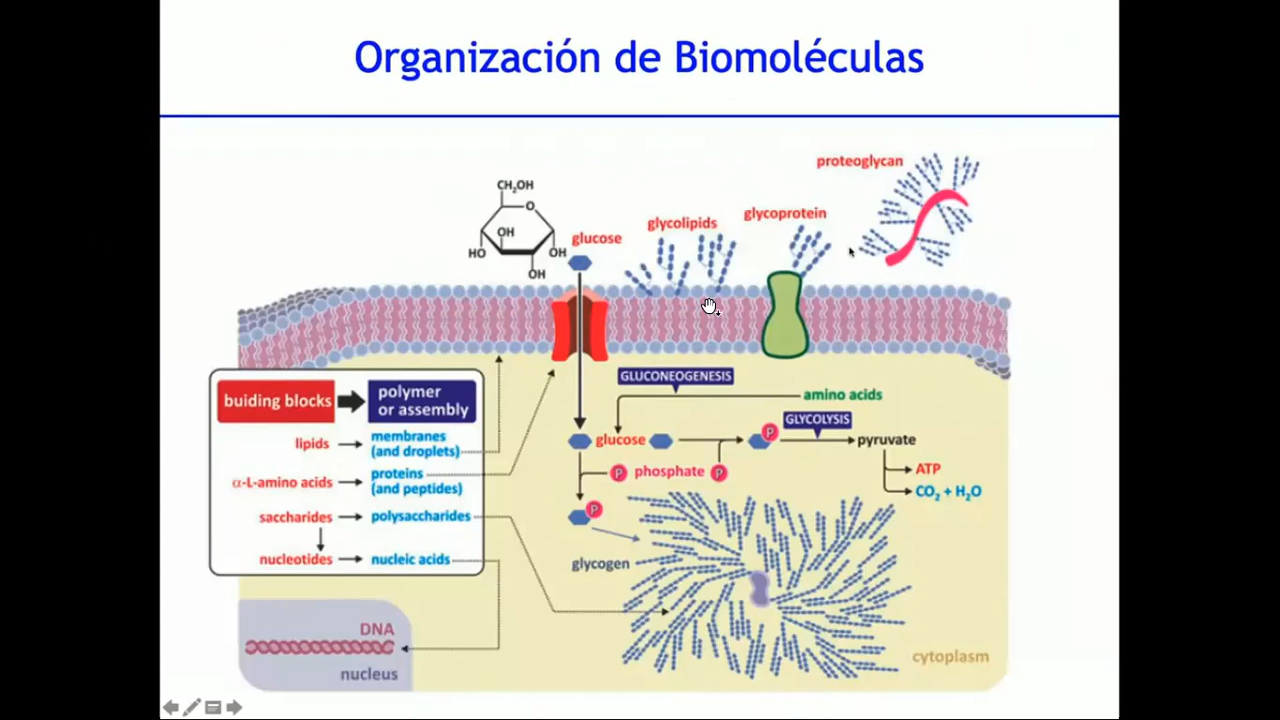 Organización de Biomoléculas
proteoglycan
CH₂OH
O
OH
HO
OH
OH
glucose
glycolipids
glycoprotein
buiding blocks
polymer
or assembly
lipids
membranes
(and droplets)
α-L-amino acids
proteins
(and peptides)
saccharides
polysaccharides
nucleotides
nucleic acids
GLUCONEOGENESIS
amino acids
GLYCOLYSIS
glucose
P
pyruvate
P phosphate P
ATP
CO₂ + H₂O
P
glycogen
DNA
nucleus
cytoplasm